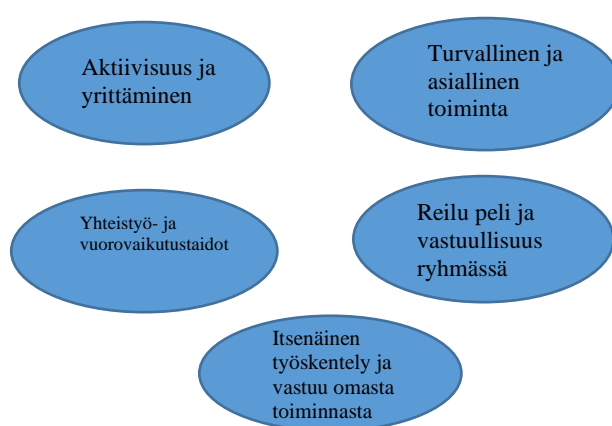 Aktiivisuus ja
yrittäminen
Turvallinen ja
asiallinen
toiminta
Yhteistyö- ja
vuorovaikutustaidot
Reilu peli ja
vastuullisuus
ryhmässä
Itsenäinen
työskentely ja
vastuu omasta
toiminnasta